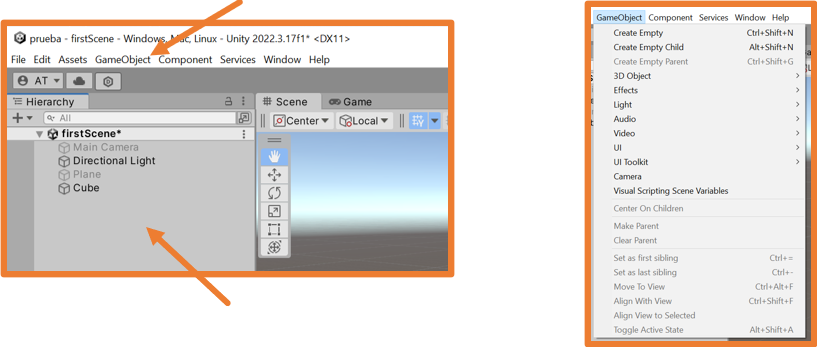 prueba - firstScene - Windows, Mac, Linux - Unity 2022.3.17f1* <DX11>
File Edit Assets GameObject Component Services Window Help
AT
Hierarchy
Scene Game
All
Center Local
firstScene*
Main Camera
Directional Light
Plane
Cube
GameObject Component Services Window Help
Create Empty Ctrl+Shift+N
Create Empty Child Alt+Shift+N
Create Empty Parent Ctrl+Shift+G
3D Object
Effects
Light
Audio
Video
UI
UI Toolkit
Camera
Visual Scripting Scene Variables
Center On Children
Make Parent
Clear Parent
Set as first sibling Ctrl+=
Set as last sibling Ctrl+-
Move To View Ctrl+Alt+F
Align With View Ctrl+Shift+F
Align View to Selected
Toggle Active State Alt+Shift+A